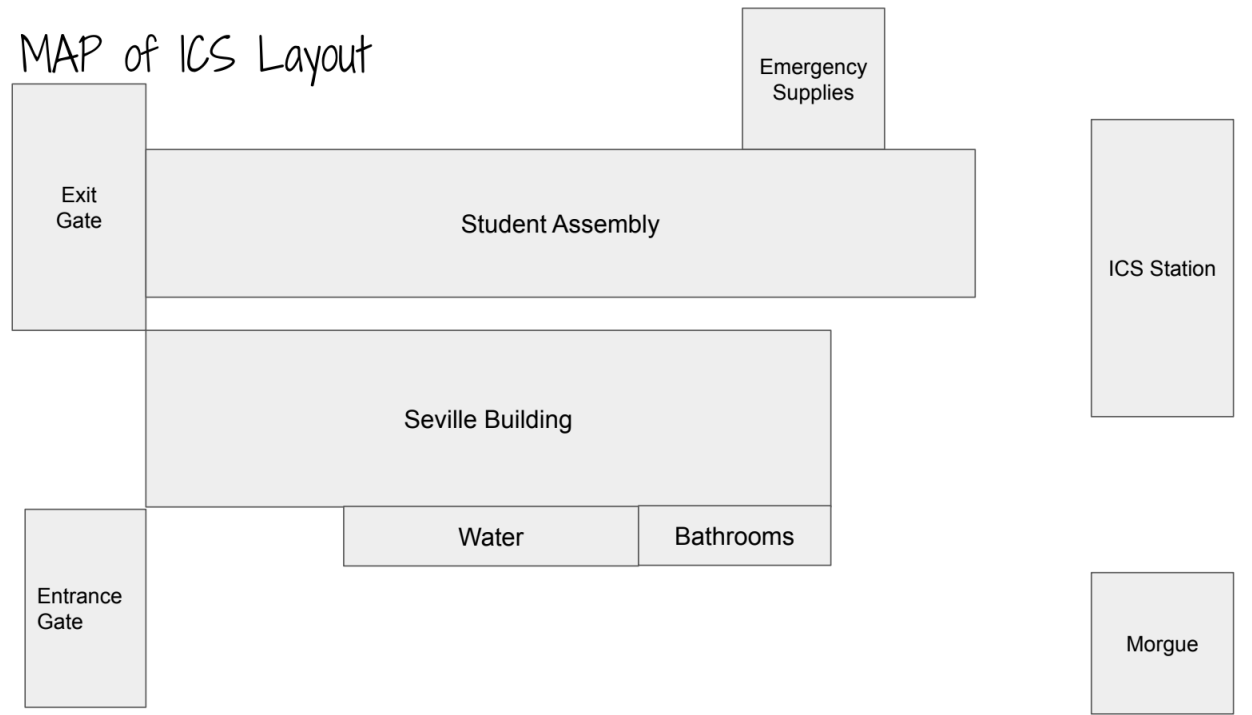 MAP of ICS Layout
Emergency
Supplies
Exit
Gate
Student Assembly
ICS Station
Seville Building
Water
Bathrooms
Entrance
Gate
Morgue